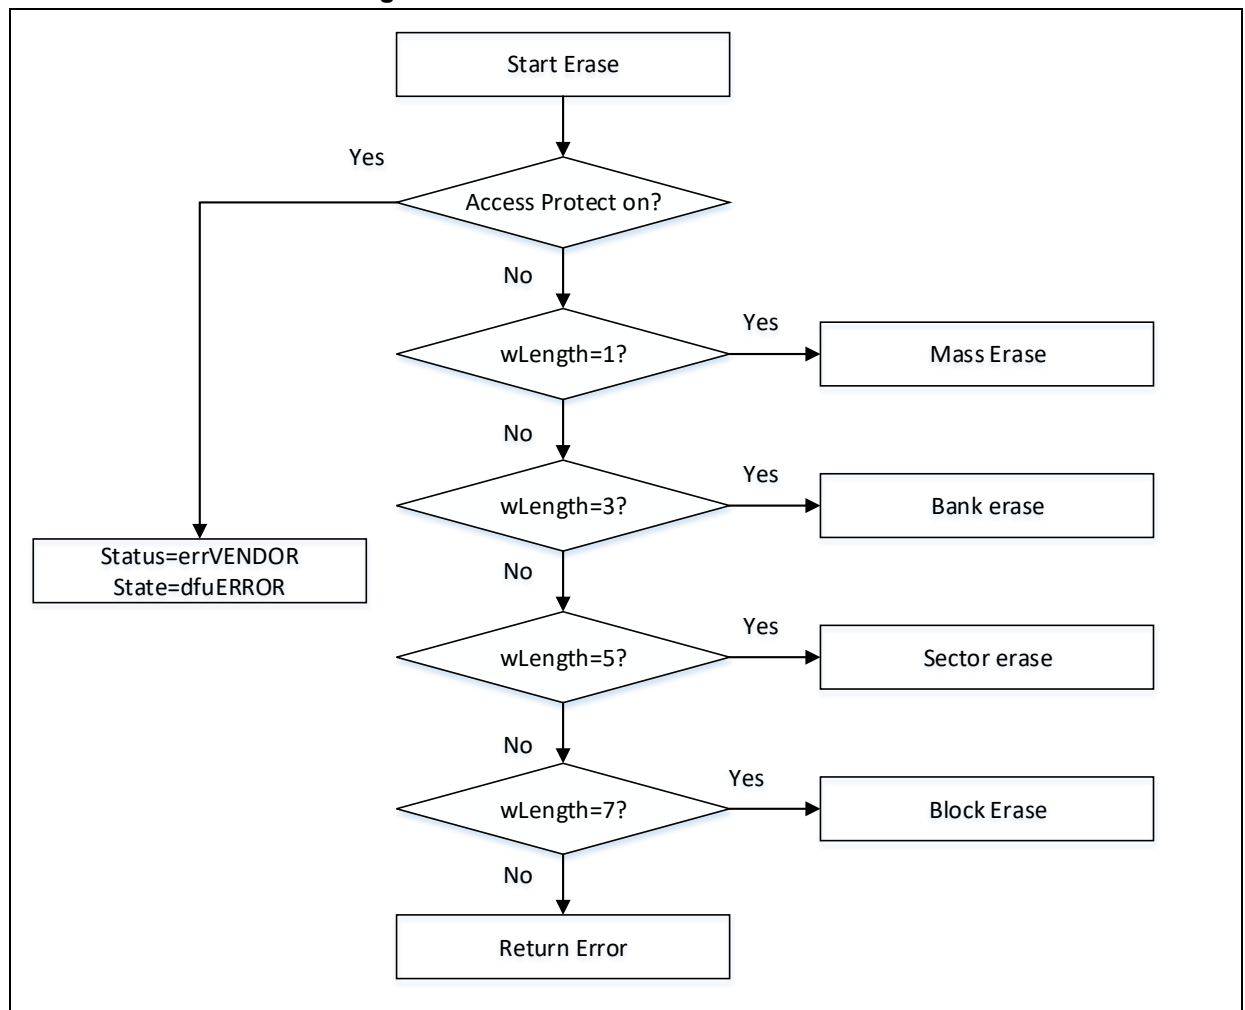 Start Erase
Yes
Access Protect on?
No
Yes
wLength=1?
Mass Erase
No
Yes
wLength=3?
Bank erase
No
Status=errVENDOR
State=dfuERROR
Yes
wLength=5?
Sector erase
No
Yes
wLength=7?
Block Erase
No
Return Error